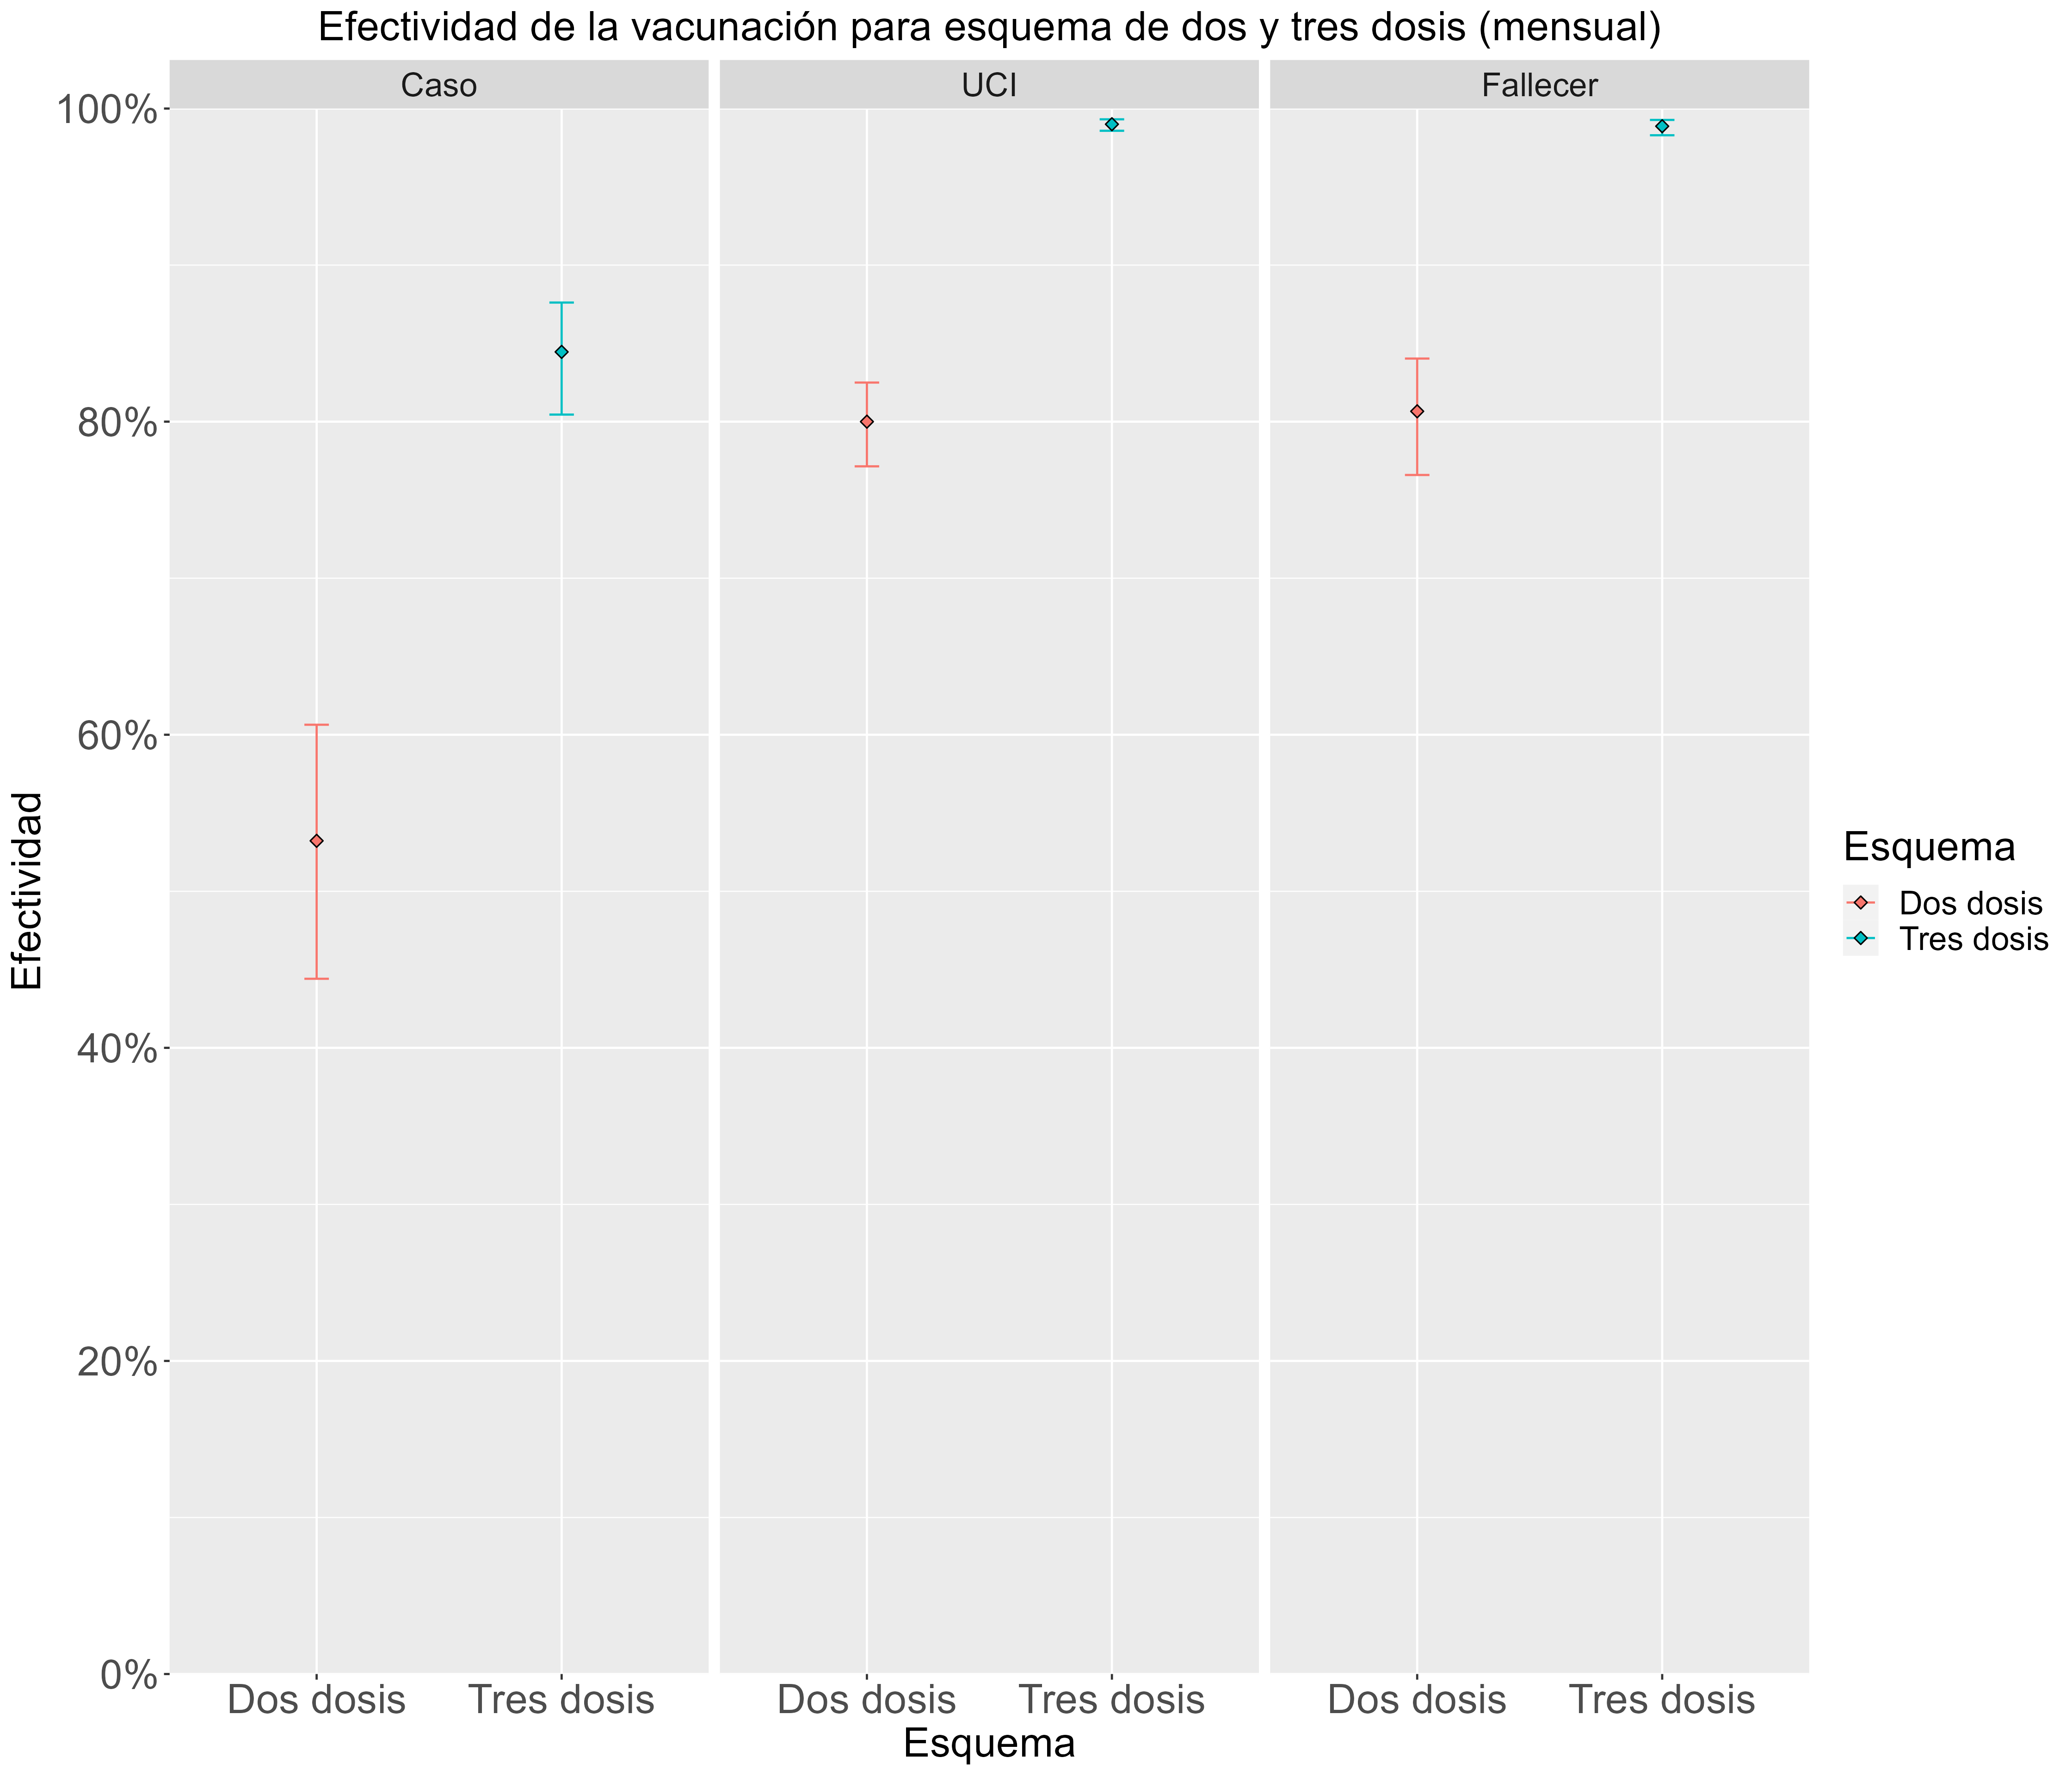 Efectividad de la vacunación para esquema de dos y tres dosis (mensual)
Caso
UCI
Fallecer
100%
80%
60%
40%
20%
0%
Efectividad
Dos dosis
Tres dosis
Dos dosis
Tres dosis
Dos dosis
Tres dosis
Esquema
Esquema
Dos dosis
Tres dosis